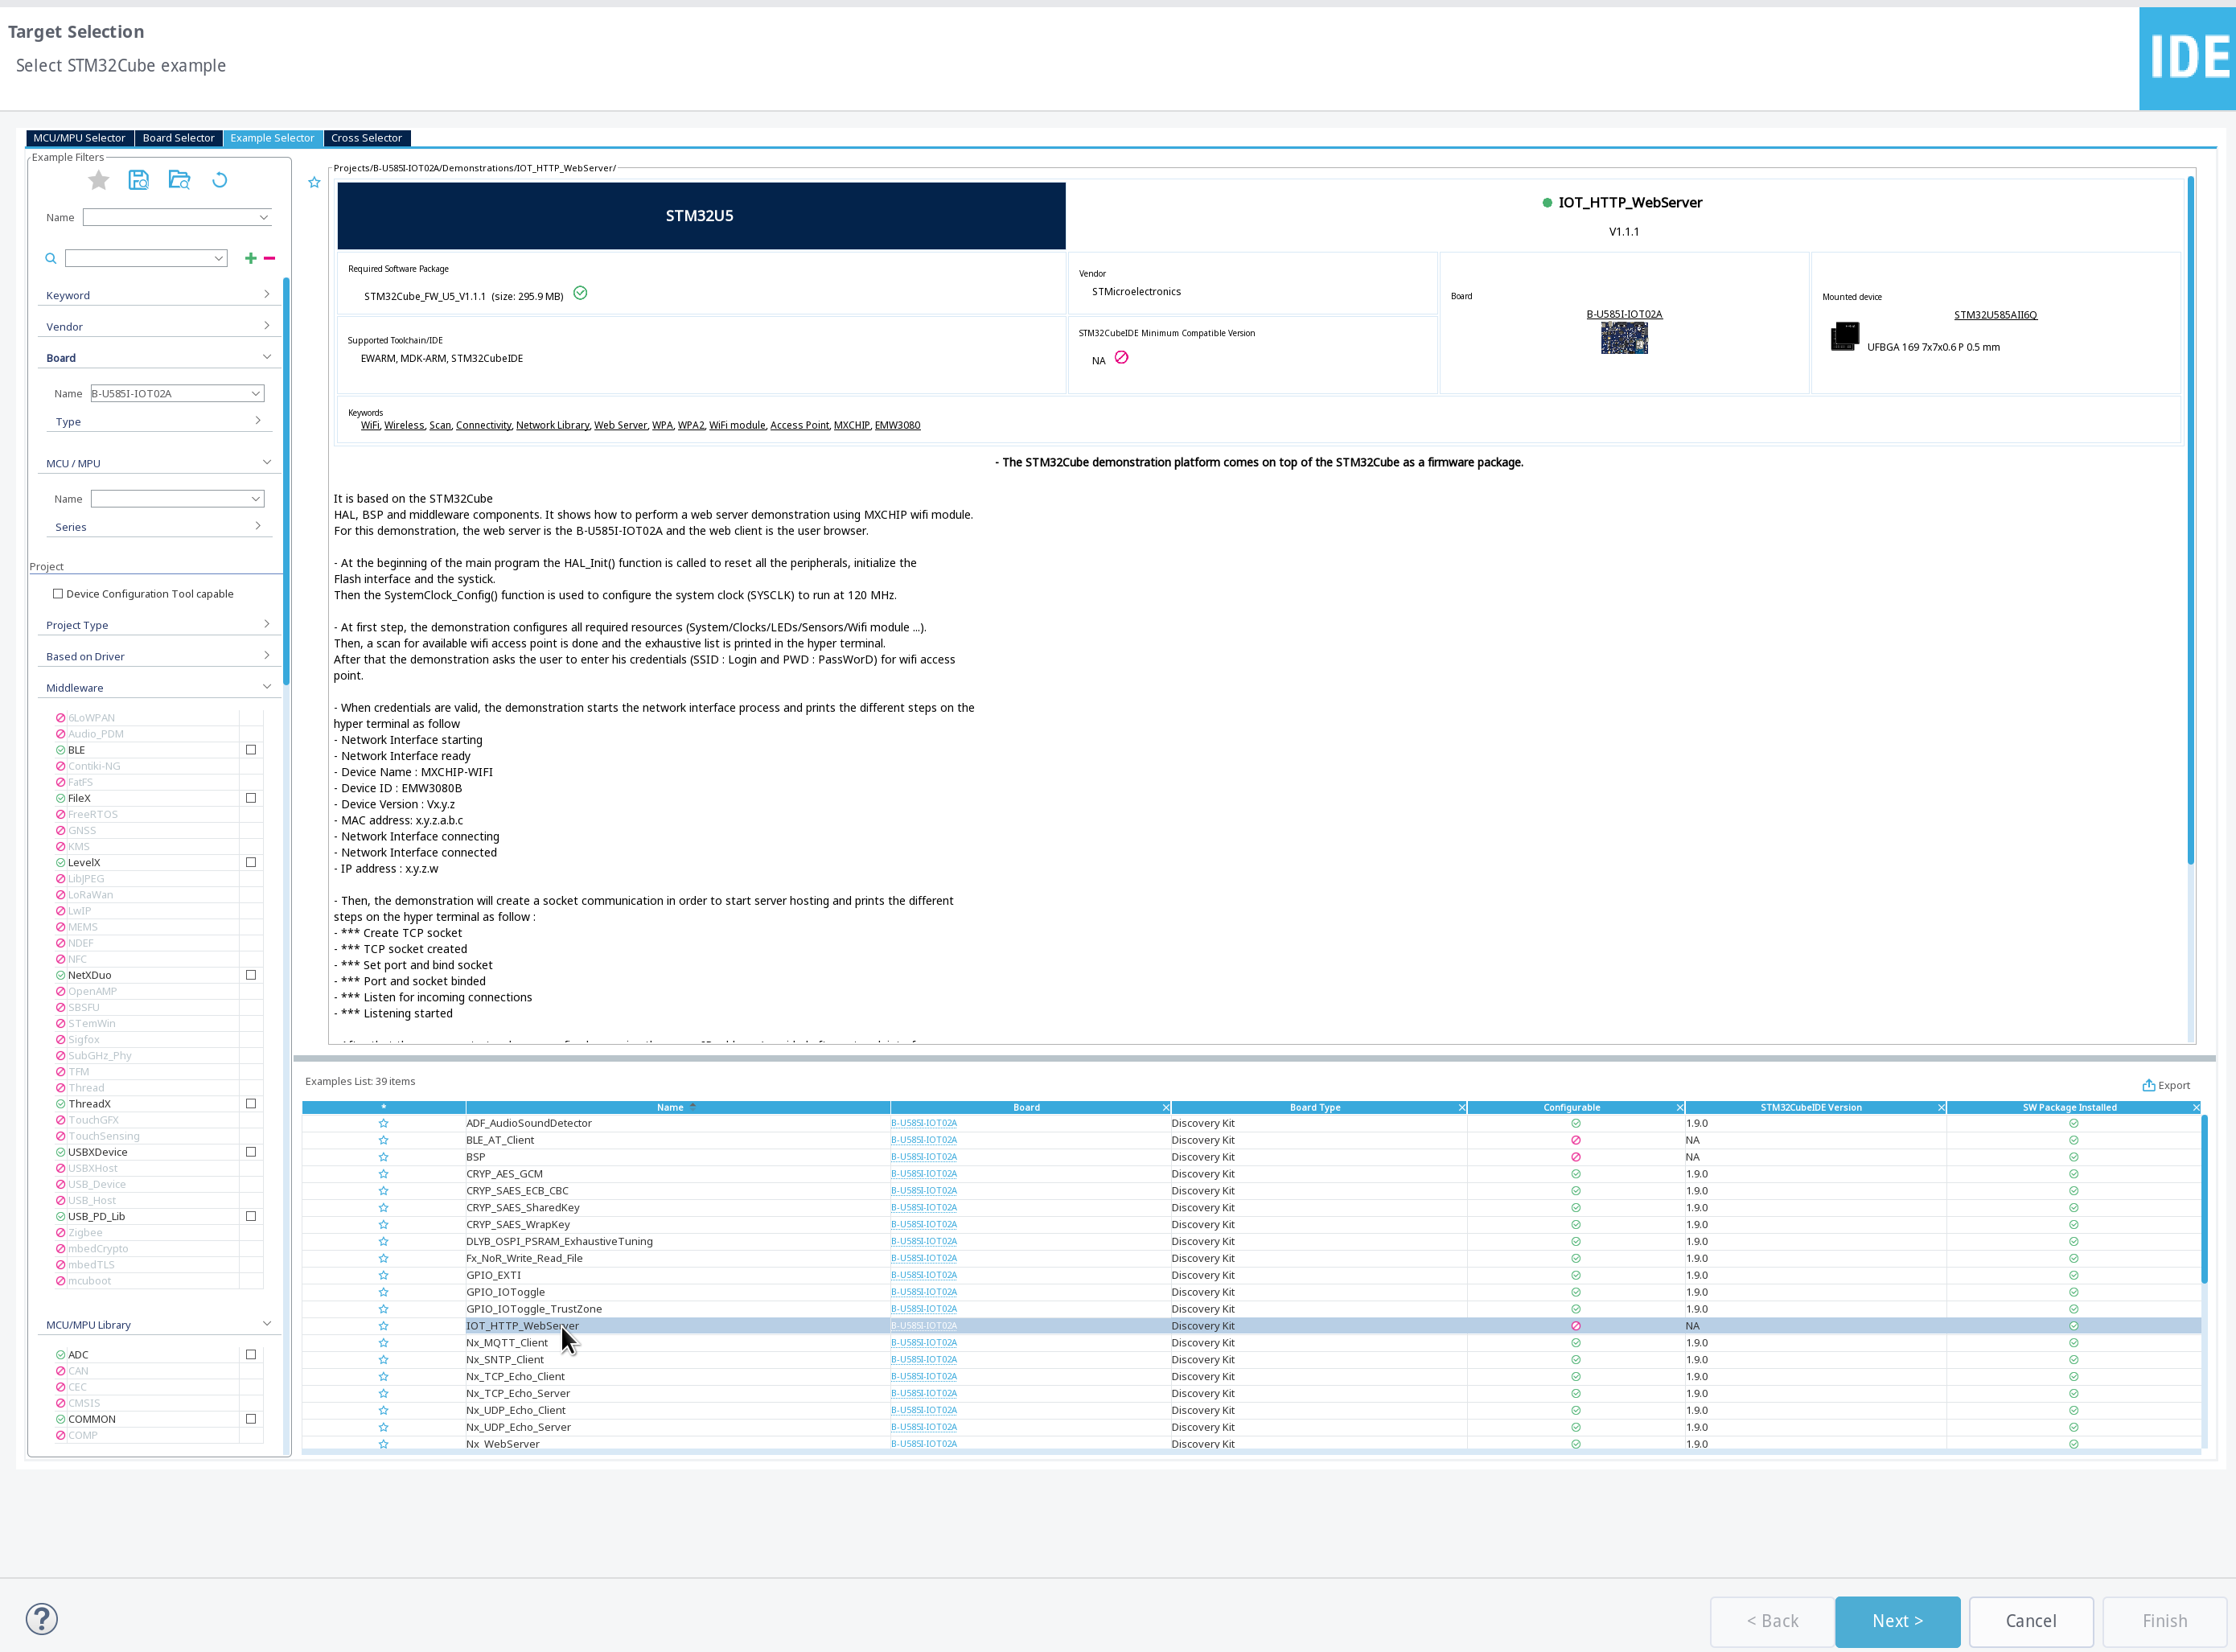 Target Selection
Select STM32Cube example
IDE
MCU/MPU Selector
Board Selector
Example Selector
Cross Selector
Example Filters
Name
Keyword
Vendor
Board
Name B-U585I-IOT02A
Type
MCU / MPU
Name
Series
Project
Device Configuration Tool capable
Project Type
Based on Driver
Middleware
6LoWPAN
Audio_PDM
BLE
Contiki-NG
FatFS
FileX
FreeRTOS
GNSS
KMS
LevelX
LibJPEG
LoRaWan
LwIP
MEMS
NDEF
NFC
NetXDuo
OpenAMP
SBSFU
STemWin
Sigfox
SubGHz_Phy
TFM
Thread
ThreadX
TouchGFX
TouchSensing
USBXDevice
USBXHost
USB_Device
USB_Host
USB_PD_Lib
Zigbee
mbedCrypto
mbedTLS
mcuboot
MCU/MPU Library
ADC
CAN
CEC
CMSIS
COMMON
COMP
Projects/B-U585I-IOT02A/Demonstrations/IOT_HTTP_WebServer/
STM32U5
IOT_HTTP_WebServer
V1.1.1
Required Software Package
STM32Cube_FW_U5_V1.1.1 (size: 295.9 MB)
Vendor
STMicroelectronics
Board
B-U585I-IOT02A
Mounted device
STM32U585AII6Q
UFBGA 169 7x7x0.6 P 0.5 mm
Supported Toolchain/IDE
EWARM, MDK-ARM, STM32CubeIDE
STM32CubeIDE Minimum Compatible Version
NA
Keywords
WiFi, Wireless, Scan, Connectivity, Network Library, Web Server, WPA, WPA2, WiFi module, Access Point, MXCHIP, EMW3080
- The STM32Cube demonstration platform comes on top of the STM32Cube as a firmware package.
It is based on the STM32Cube
HAL, BSP and middleware components. It shows how to perform a web server demonstration using MXCHIP wifi module.
For this demonstration, the web server is the B-U585I-IOT02A and the web client is the user browser.
- At the beginning of the main program the HAL_Init() function is called to reset all the peripherals, initialize the
Flash interface and the systick.
Then the SystemClock_Config() function is used to configure the system clock (SYSCLK) to run at 120 MHz.
- At first step, the demonstration configures all required resources (System/Clocks/LEDs/Sensors/Wifi module ...).
Then, a scan for available wifi access point is done and the exhaustive list is printed in the hyper terminal.
After that the demonstration asks the user to enter his credentials (SSID : Login and PWD : PassWorD) for wifi access
point.
- When credentials are valid, the demonstration starts the network interface process and prints the different steps on the
hyper terminal as follow
- Network Interface starting
- Network Interface ready
- Device Name : MXCHIP-WIFI
- Device ID : EMW3080B
- Device Version : Vx.y.z
- MAC address: x.y.z.a.b.c
- Network Interface connecting
- Network Interface connected
- IP address : x.y.z.w
- Then, the demonstration will create a socket communication in order to start server hosting and prints the different
steps on the hyper terminal as follow :
- *** Create TCP socket
- *** TCP socket created
- *** Set port and bind socket
- *** Port and socket binded
- *** Listen for incoming connections
- *** Listening started
Examples List: 39 items
Export
* Name Board Board Type Configurable STM32CubeIDE Version SW Package Installed
ADF_AudioSoundDetector B-U585I-IOT02A Discovery Kit 1.9.0
BLE_AT_Client B-U585I-IOT02A Discovery Kit NA
BSP B-U585I-IOT02A Discovery Kit NA
CRYP_AES_GCM B-U585I-IOT02A Discovery Kit 1.9.0
CRYP_SAES_ECB_CBC B-U585I-IOT02A Discovery Kit 1.9.0
CRYP_SAES_SharedKey B-U585I-IOT02A Discovery Kit 1.9.0
CRYP_SAES_WrapKey B-U585I-IOT02A Discovery Kit 1.9.0
DLYB_OSPI_PSRAM_ExhaustiveTuning B-U585I-IOT02A Discovery Kit 1.9.0
Fx_NoR_Write_Read_File B-U585I-IOT02A Discovery Kit 1.9.0
GPIO_EXTI B-U585I-IOT02A Discovery Kit 1.9.0
GPIO_IOToggle B-U585I-IOT02A Discovery Kit 1.9.0
GPIO_IOToggle_TrustZone B-U585I-IOT02A Discovery Kit 1.9.0
IOT_HTTP_WebServer B-U585I-IOT02A Discovery Kit NA
Nx_MQTT_Client B-U585I-IOT02A Discovery Kit 1.9.0
Nx_SNTP_Client B-U585I-IOT02A Discovery Kit 1.9.0
Nx_TCP_Echo_Client B-U585I-IOT02A Discovery Kit 1.9.0
Nx_TCP_Echo_Server B-U585I-IOT02A Discovery Kit 1.9.0
Nx_UDP_Echo_Client B-U585I-IOT02A Discovery Kit 1.9.0
Nx_UDP_Echo_Server B-U585I-IOT02A Discovery Kit 1.9.0
Nx_WebServer B-U585I-IOT02A Discovery Kit 1.9.0
?
< Back
Next >
Cancel
Finish